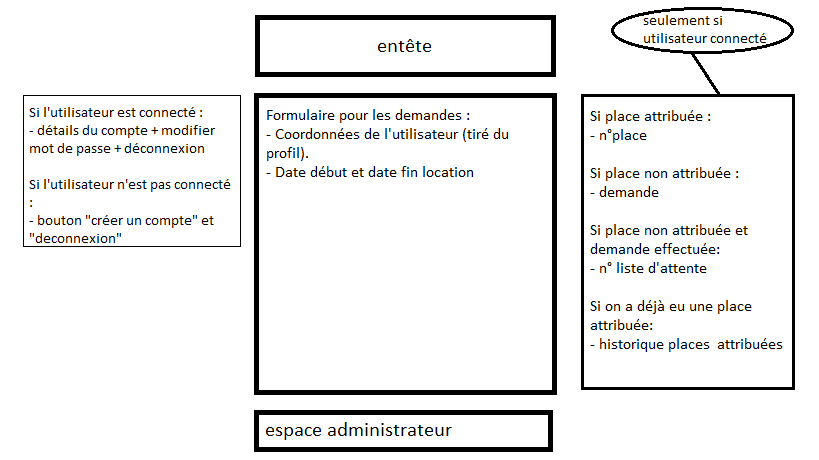 entête
seulement si
utilisateur connecté
Si l'utilisateur est connecté :
- détails du compte + modifier
mot de passe + déconnexion
Si l'utilisateur n'est pas connecté
:
- bouton "créer un compte" et
"deconnexion"
Formulaire pour les demandes :
- Coordonnées de l'utilisateur (tiré du
profil).
- Date début et date fin location
Si place attribuée :
- n°place
Si place non attribuée :
- demande
Si place non attribuée et
demande effectuée:
- n° liste d'attente
Si on a déjà eu une place
attribuée:
- historique places attribuées
espace administrateur